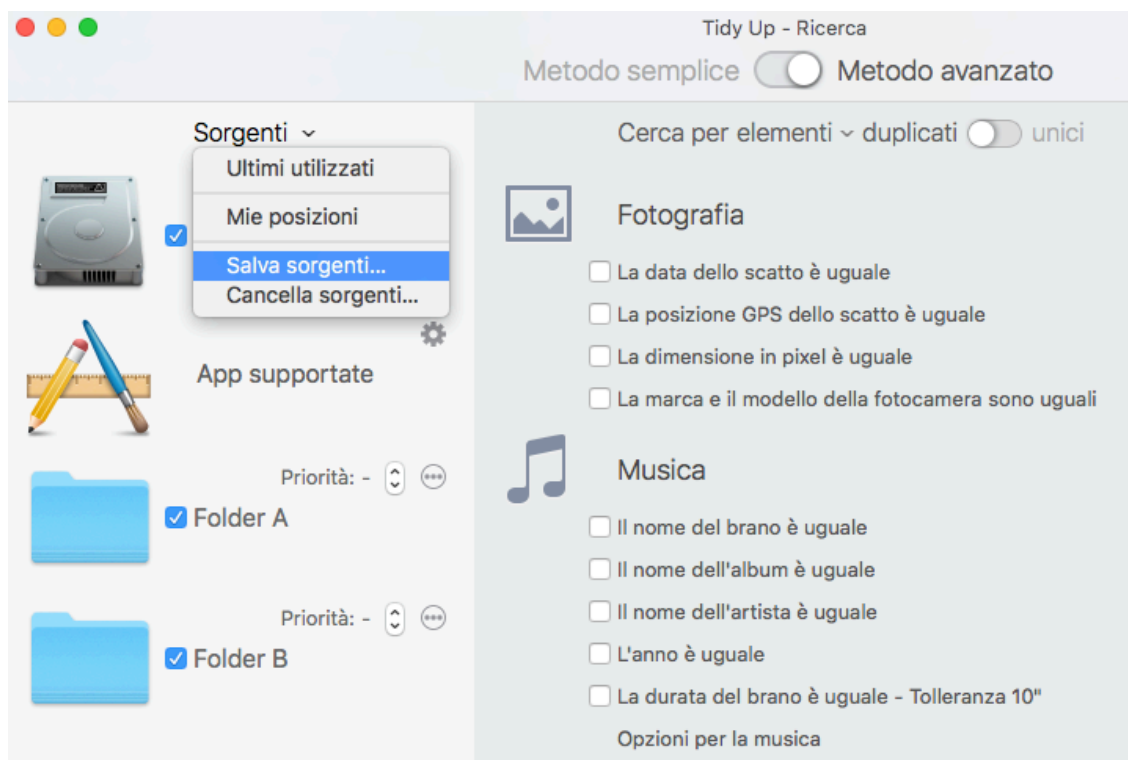 Tidy Up - Ricerca
Metodo semplice Metodo avanzato
Sorgenti
Ultimi utilizzati
Mie posizioni
Salva sorgenti...
Cancella sorgenti...
App supportate
Priorità: -
Folder A
Priorità: -
Folder B
Cerca per elementi duplicati unici
Fotografia
La data dello scatto è uguale
La posizione GPS dello scatto è uguale
La dimensione in pixel è uguale
La marca e il modello della fotocamera sono uguali
Musica
Il nome del brano è uguale
Il nome dell'album è uguale
Il nome dell'artista è uguale
L'anno è uguale
La durata del brano è uguale - Tolleranza 10"
Opzioni per la musica